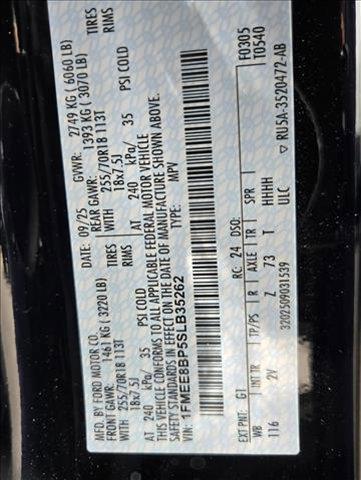 MFD. BY FORD MOTOR CO.
DATE: 09/25 GVWR: 2749 KG ( 6060 LB)
FRONT GAWR: 1461 KG ( 3220 LB) REAR GAWR: 1393 KG ( 3070 LB)
WITH 255/70R18 113T TIRES WITH 255/70R18 113T TIRES
18x7.5J RIMS 18x7.5J RIMS
AT 240 kPa/ 35 PSI COLD AT 240 kPa/ 35 PSI COLD
THIS VEHICLE CONFORMS TO ALL APPLICABLE FEDERAL MOTOR VEHICLE
SAFETY STANDARDS IN EFFECT ON THE DATE OF MANUFACTURE SHOWN ABOVE.
VIN: 1FMEE8BP5SLB35262 TYPE: MPV
F0305
T0540
EXT PNT: G1 RC: 24 DSO:
WB INT TR TP/PS R AXLE TR SPR
116 2V Z 73 T HHHH
ULC
3202509031539 RU5A-3520472-AB